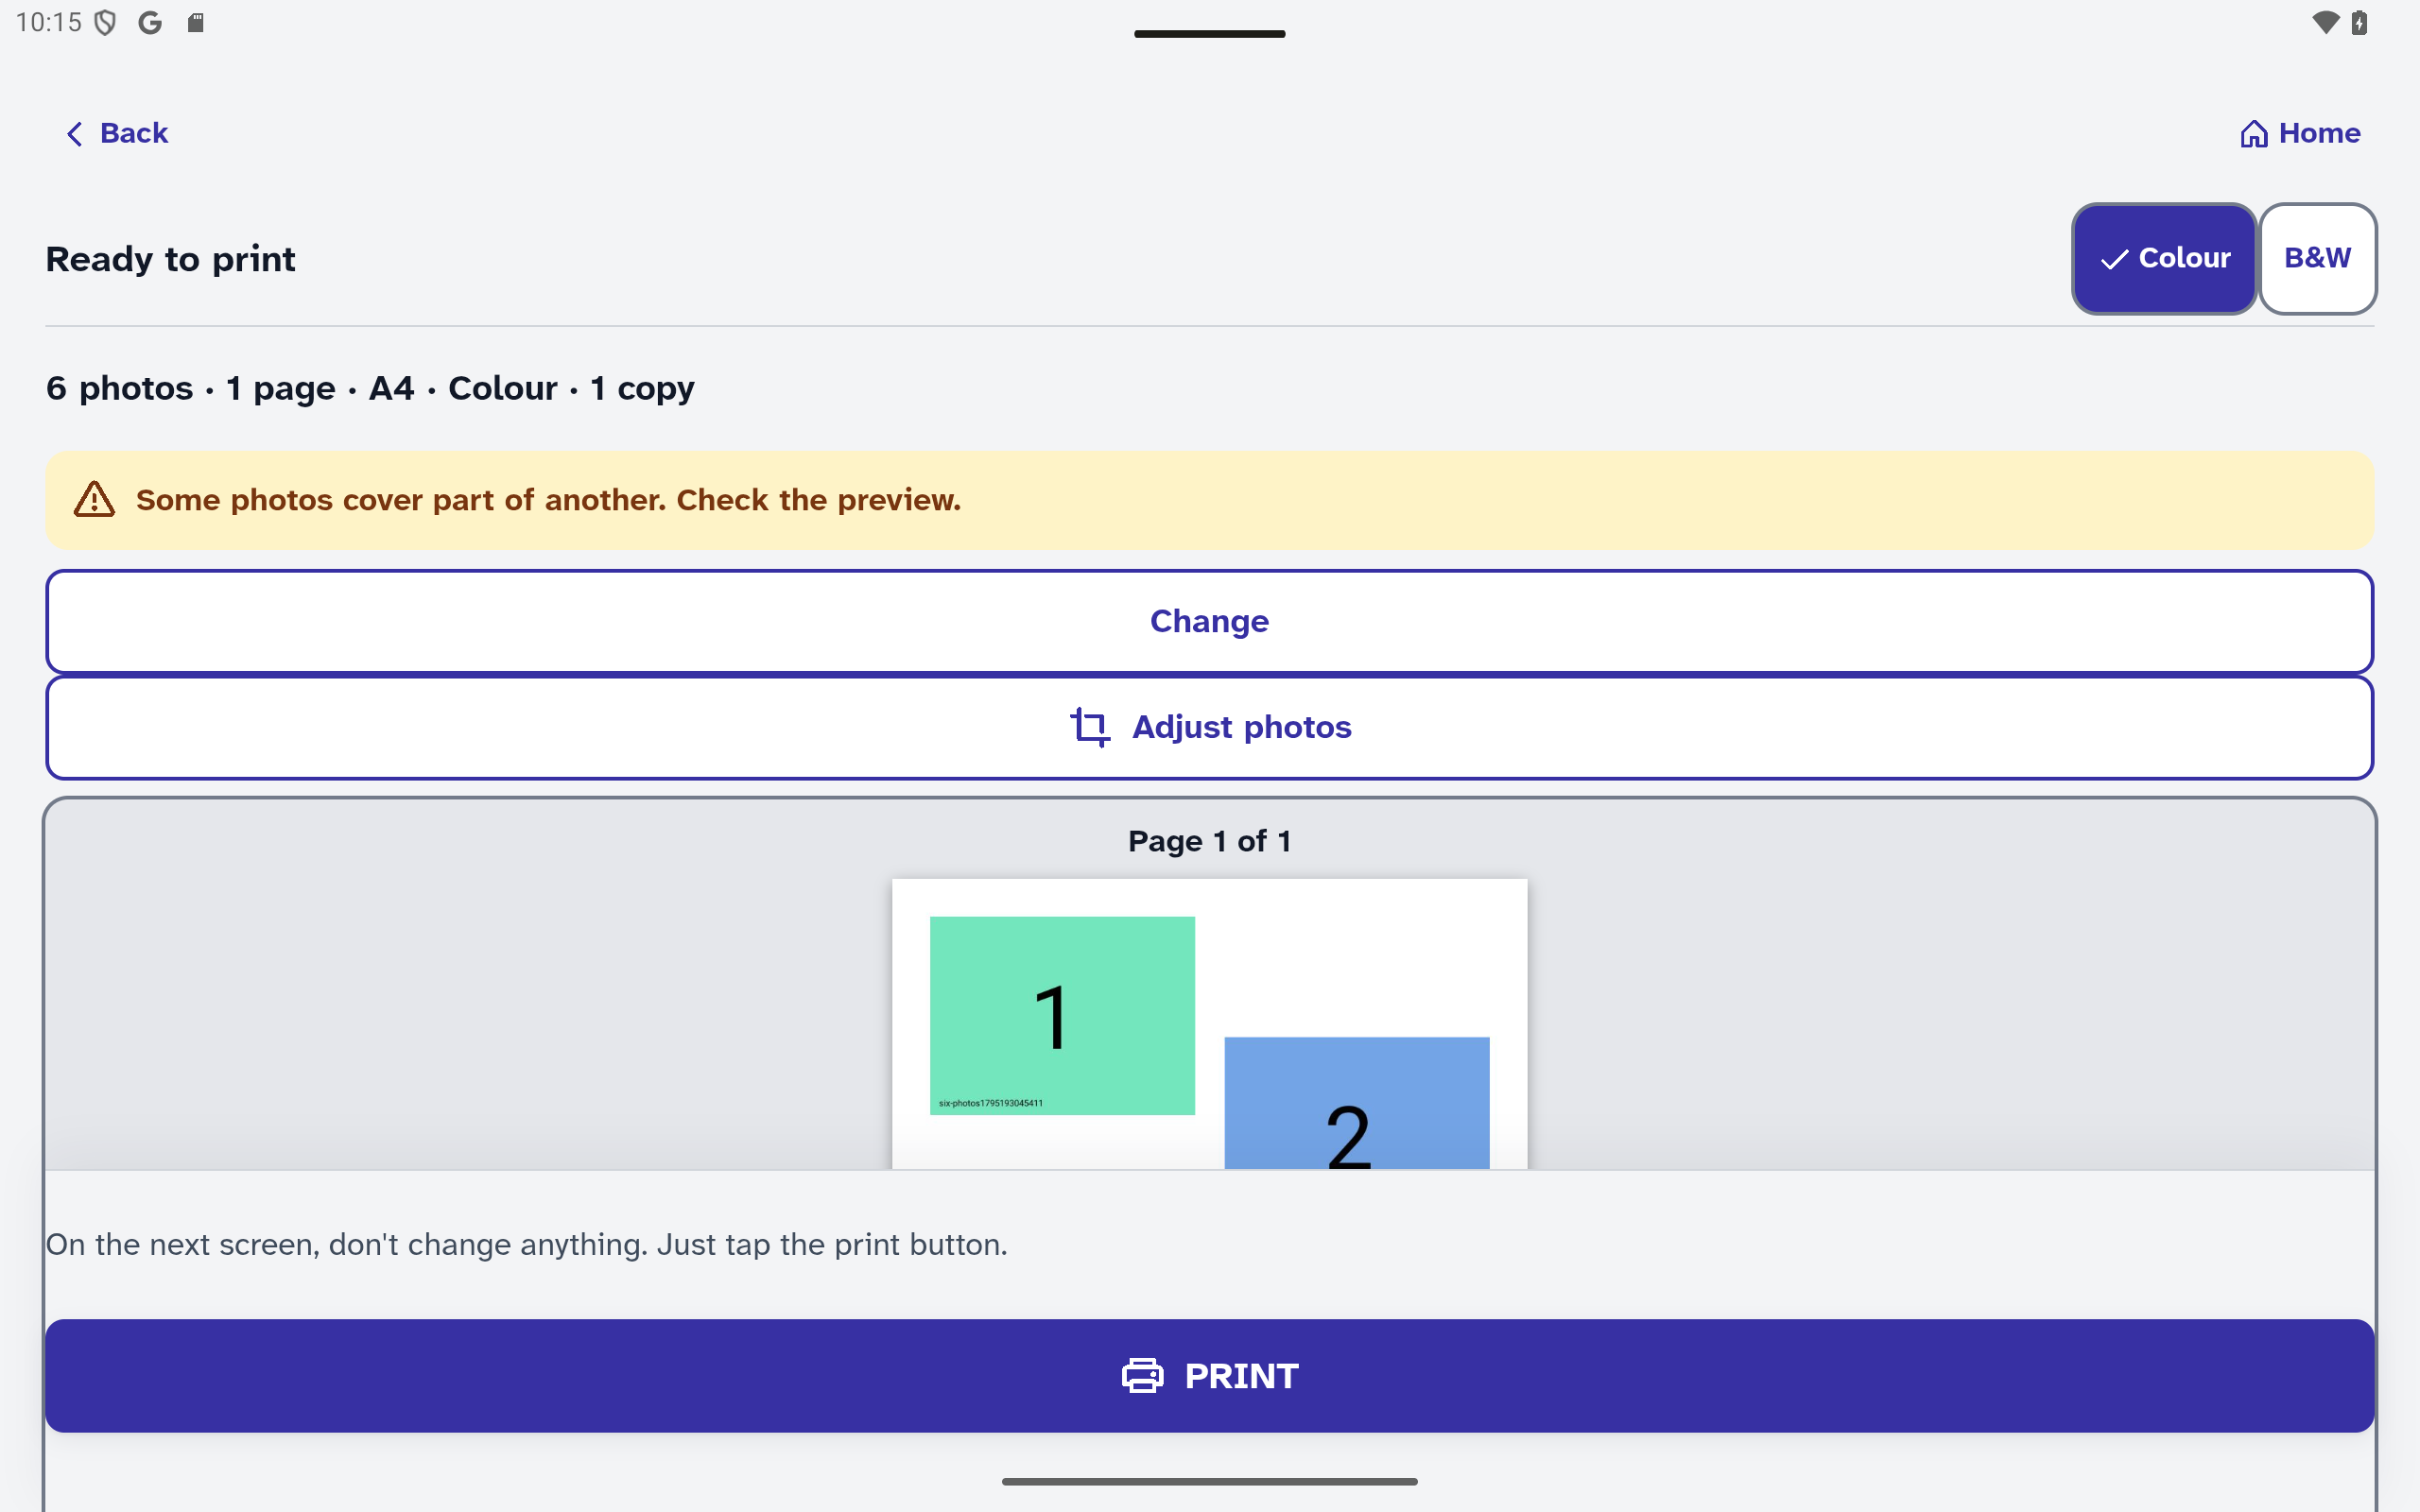 10:15
Back
Home
Ready to print
Colour
B&W
6 photos · 1 page · A4 · Colour · 1 copy
Some photos cover part of another. Check the preview.
Change
Adjust photos
Page 1 of 1
1
six-photos1795193045411
2
On the next screen, don't change anything. Just tap the print button.
PRINT